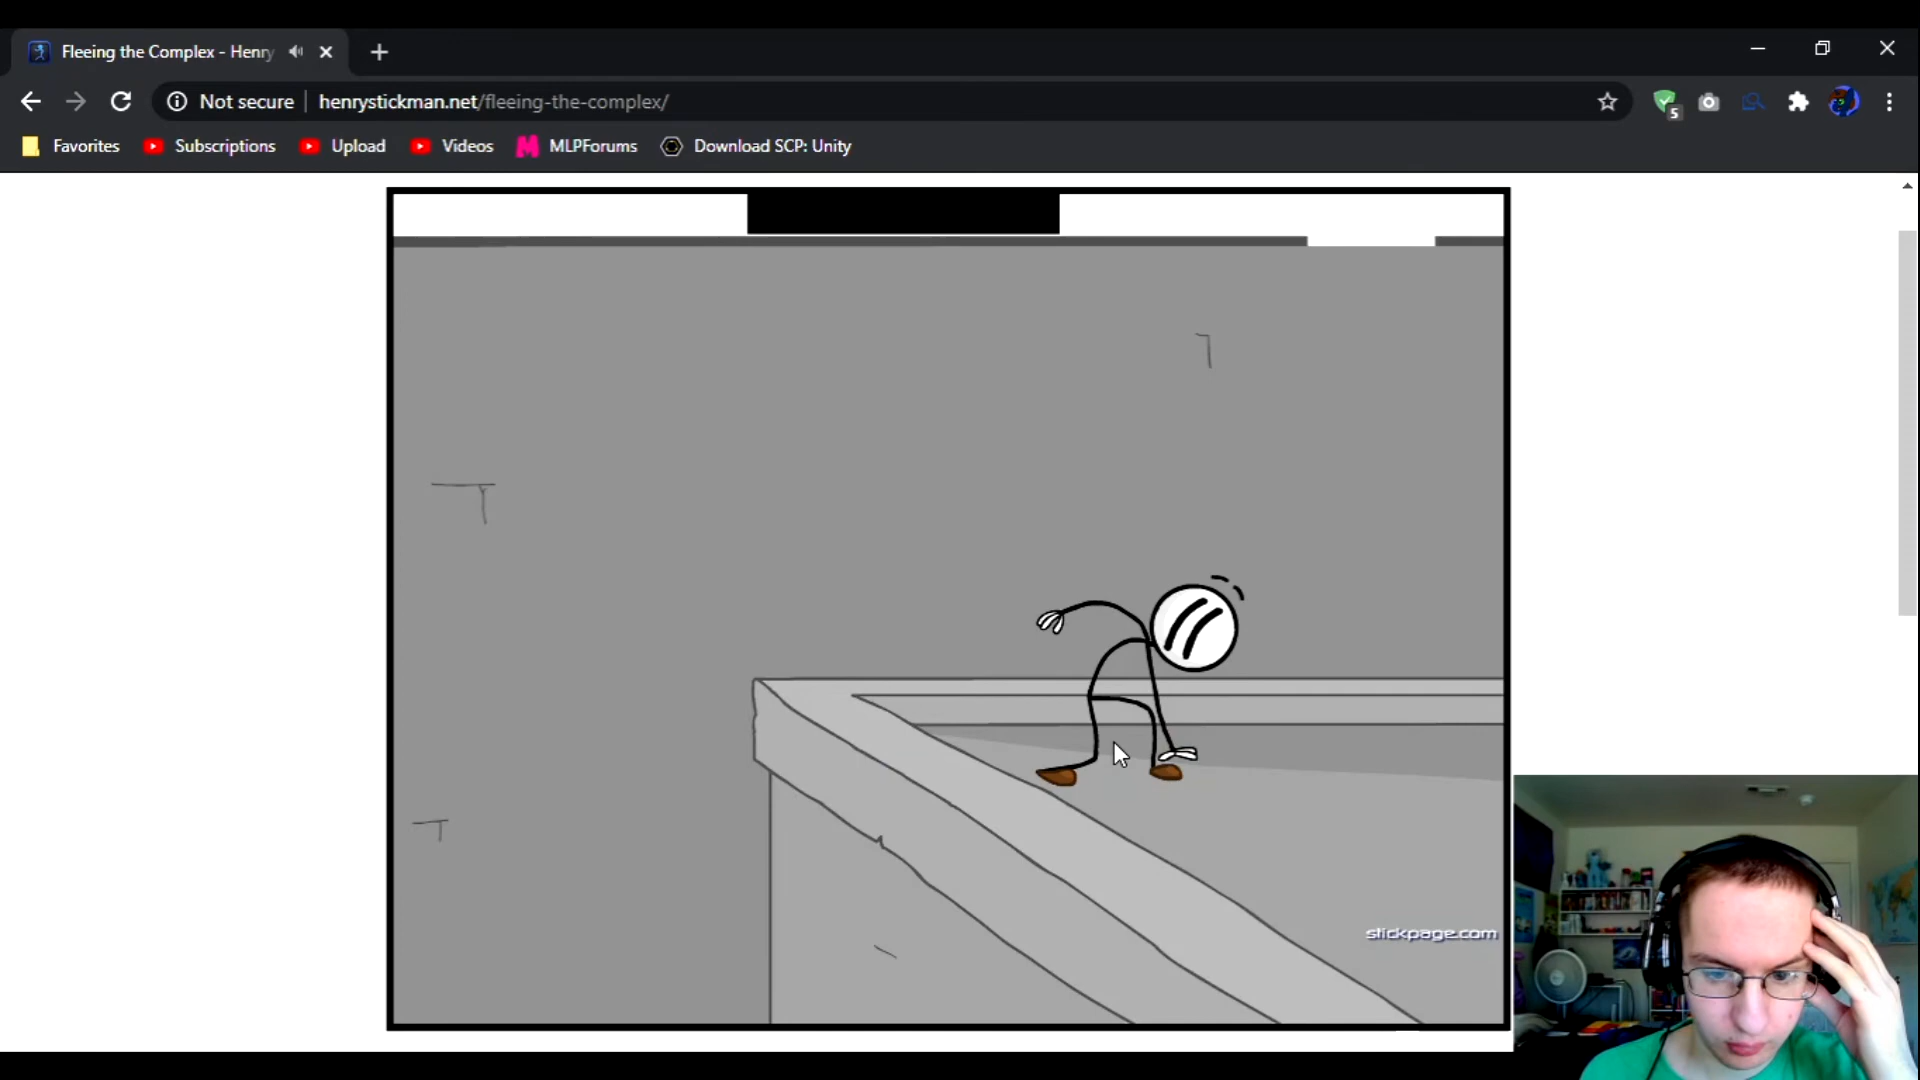 Fleeing the Complex - Henry
Not secure henrystickman.net/fleeing-the-complex/
5
Favorites Subscriptions Upload Videos MLPForums Download SCP: Unity
stickpage.com